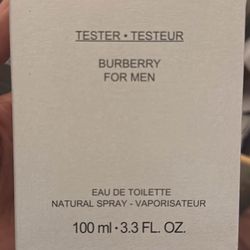 TESTER • TESTEUR
BURBERRY
FOR MEN
EAU DE TOILETTE
NATURAL SPRAY - VAPORISATEUR
100 ml • 3.3 FL. OZ.